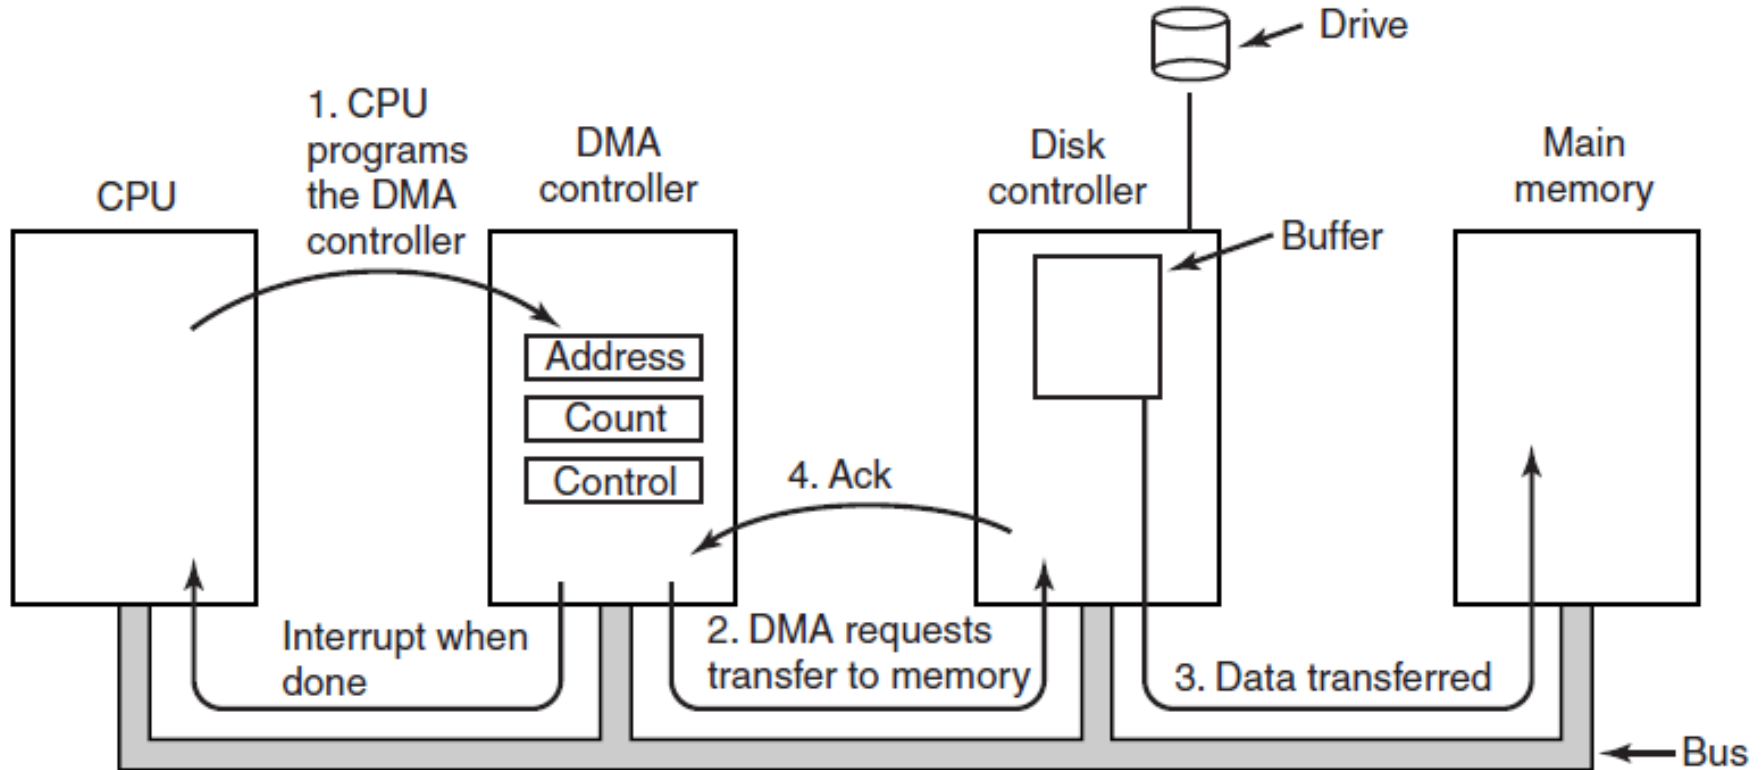 Drive
1. CPU
programs
the DMA
controller
DMA
controller
Disk
controller
Main
memory
CPU
Buffer
Address
Count
Control
4. Ack
Interrupt when
done
2. DMA requests
transfer to memory
3. Data transferred
Bus